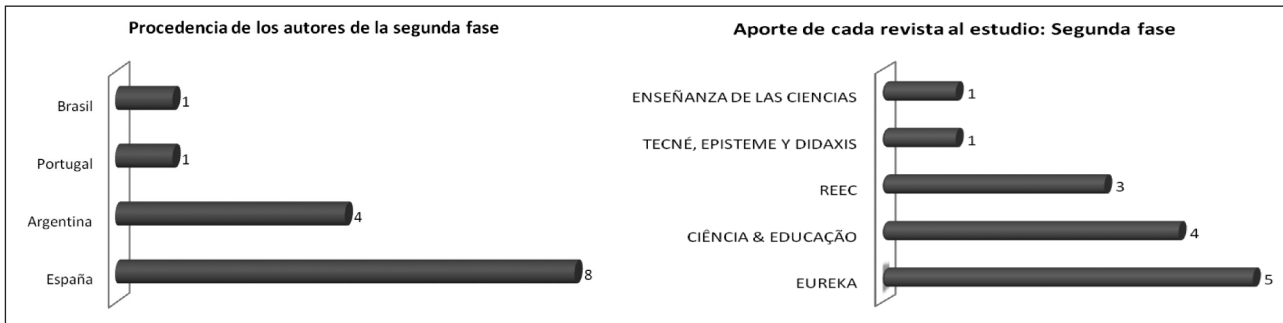 Procedencia de los autores de la segunda fase
Brasil
1
Portugal
1
Argentina
4
España
8
Aporte de cada revista al estudio: Segunda fase
ENSEÑANZA DE LAS CIENCIAS
1
TECNÉ, EPISTEME Y DIDAXIS
1
REEC
3
CIÊNCIA & EDUCAÇÃO
4
EUREKA
5